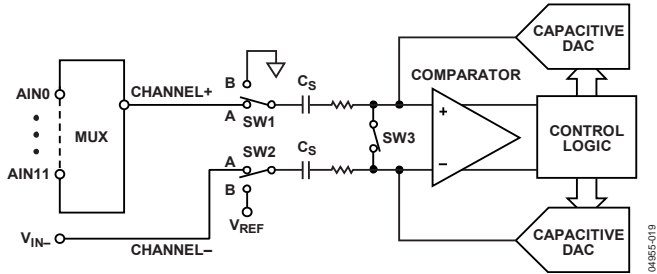 CAPACITIVE
DAC
B
CHANNEL+
CS
COMPARATOR
AIN0
A
SW1
+
MUX
SW3
CONTROL
LOGIC
A
SW2
CS
–
AIN11
B
VREF
VIN–
CHANNEL–
CAPACITIVE
DAC
04955-019